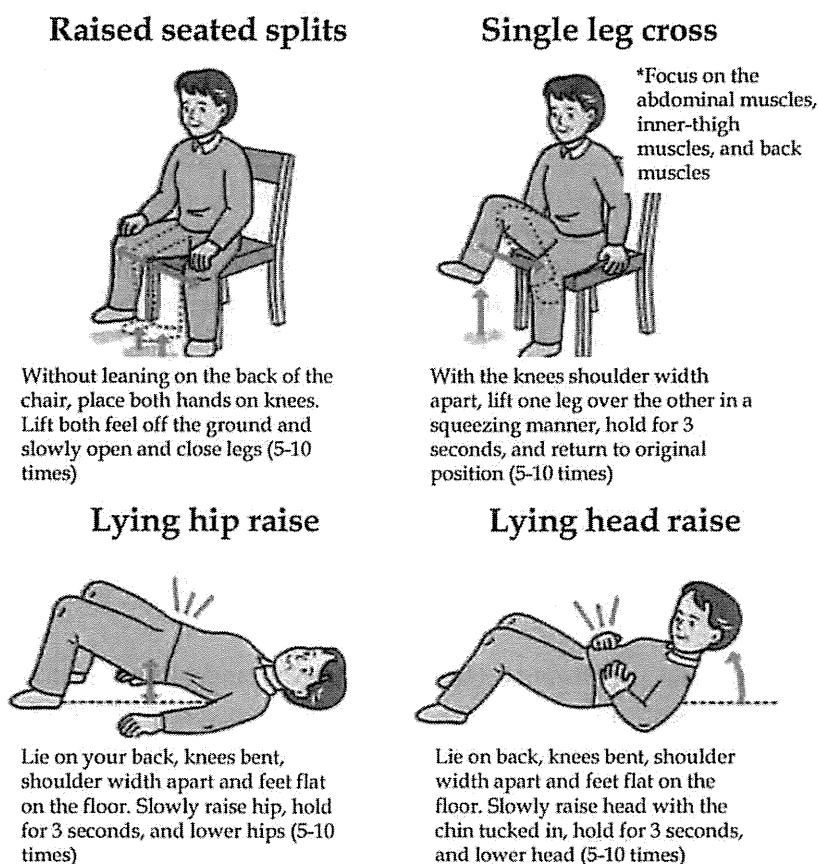 Raised seated splits
Without leaning on the back of the
chair, place both hands on knees.
Lift both feel off the ground and
slowly open and close legs (5-10
times)
Single leg cross
*Focus on the
abdominal muscles,
inner-thigh
muscles, and back
muscles
With the knees shoulder width
apart, lift one leg over the other in a
squeezing manner, hold for 3
seconds, and return to original
position (5-10 times)
Lying hip raise
Lie on your back, knees bent,
shoulder width apart and feet flat
on the floor. Slowly raise hip, hold
for 3 seconds, and lower hips (5-10
times)
Lying head raise
Lie on back, knees bent, shoulder
width apart and feet flat on the
floor. Slowly raise head with the
chin tucked in, hold for 3 seconds,
and lower head (5-10 times)